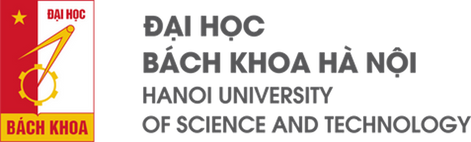 ĐẠI HỌC
BÁCH KHOA
ĐẠI HỌC
BÁCH KHOA HÀ NỘI
HANOI UNIVERSITY
OF SCIENCE AND TECHNOLOGY